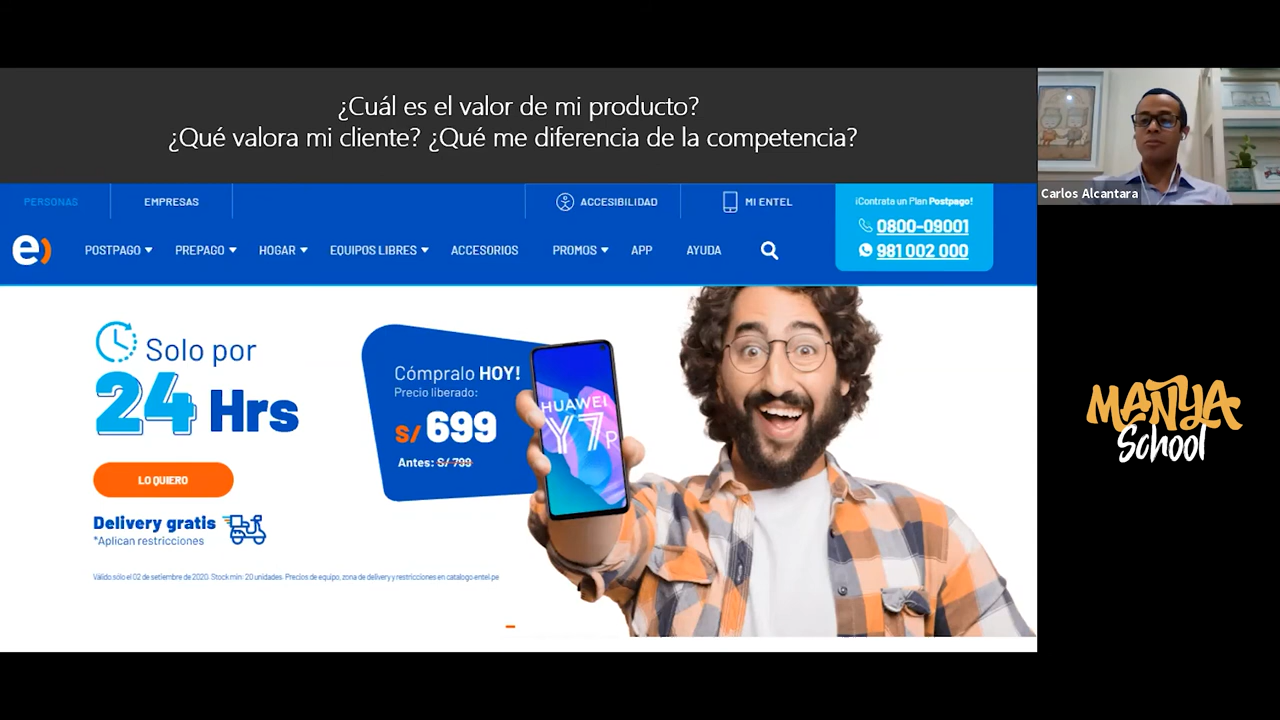 ¿Cuál es el valor de mi producto?
¿Qué valora mi cliente? ¿Qué me diferencia de la competencia?
Carlos Alcantara
PERSONAS
EMPRESAS
ACCESIBILIDAD
MI ENTEL
¡Contrata un Plan Postpago!
0800-09001
981 002 000
e)
POSTPAGO
PREPAGO
HOGAR
EQUIPOS LIBRES
ACCESORIOS
PROMOS
APP
AYUDA
Solo por
24 Hrs
LO QUIERO
Delivery gratis
*Aplican restricciones
Cómpralo HOY!
Precio liberado:
S/ 699
Antes: S/ 799
HUAWEI
Y7P
Válido sólo el 02 de setiembre de 2020. Stock min: 20 unidades. Precios de equipo, zona de delivery y restricciones en catalogo entel.pe
MANYA
School